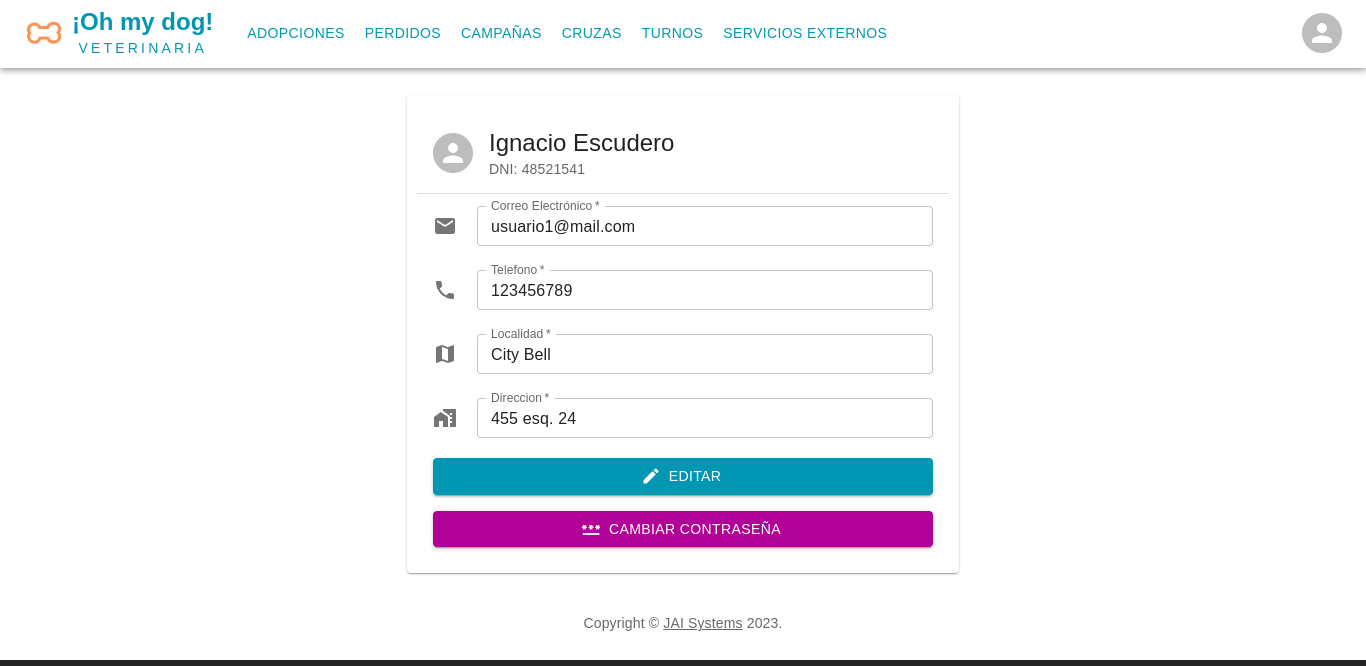 ¡Oh my dog!
VETERINARIA
ADOPCIONES PERDIDOS CAMPAÑAS CRUZAS TURNOS SERVICIOS EXTERNOS
Ignacio Escudero
DNI: 48521541
Correo Electrónico *
usuario1@mail.com
Telefono *
123456789
Localidad *
City Bell
Direccion *
455 esq. 24
EDITAR
CAMBIAR CONTRASEÑA
Copyright © JAI Systems 2023.